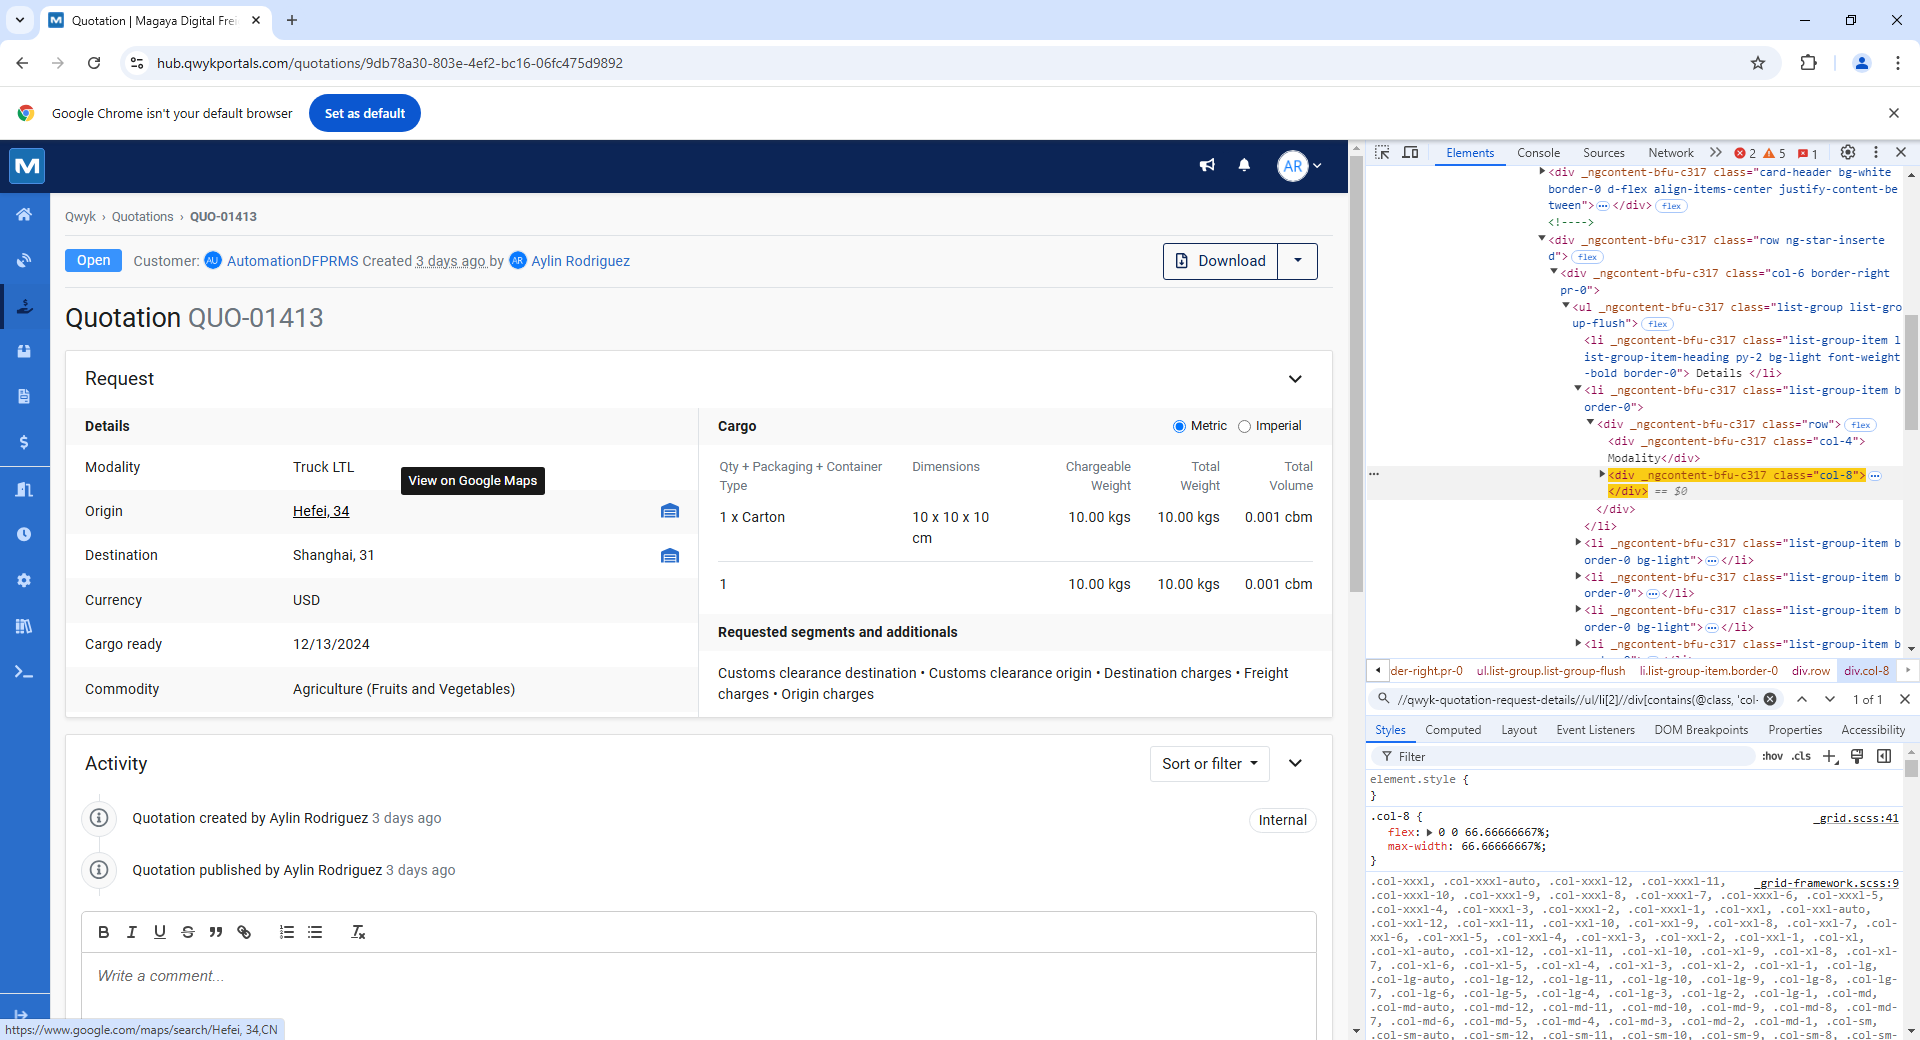 Quotation | Magaya Digital Frei
hub.qwykportals.com/quotations/9db78a30-803e-4ef2-bc16-06fc475d9892
Google Chrome isn't your default browser
Set as default
AR
Qwyk › Quotations › QUO-01413
Open
Customer: AU AutomationDFPRMS Created 3 days ago by AR Aylin Rodriguez
Download
Quotation QUO-01413
Request
Details
Modality
Truck LTL
View on Google Maps
Origin
Hefei, 34
Destination
Shanghai, 31
Currency
USD
Cargo ready
12/13/2024
Commodity
Agriculture (Fruits and Vegetables)
Cargo
Metric
Imperial
Qty + Packaging + Container Type
Dimensions
Chargeable Weight
Total Weight
Total Volume
1 x Carton
10 x 10 x 10 cm
10.00 kgs
10.00 kgs
0.001 cbm
1
10.00 kgs
10.00 kgs
0.001 cbm
Requested segments and additionals
Customs clearance destination • Customs clearance origin • Destination charges • Freight
charges • Origin charges
Activity
Sort or filter
Quotation created by Aylin Rodriguez 3 days ago
Internal
Quotation published by Aylin Rodriguez 3 days ago
B I U S
Write a comment...
https://www.google.com/maps/search/Hefei, 34,CN
Elements
Console
Sources
Network
2
5
1
<div _ngcontent-bfu-c317 class="card-header bg-white
border-0 d-flex align-items-center justify-content-be
tween"> </div> flex
<!---->
<div _ngcontent-bfu-c317 class="row ng-star-inserte
d"> flex
<div _ngcontent-bfu-c317 class="col-6 border-right
pr-0">
<ul _ngcontent-bfu-c317 class="list-group list-gro
up-flush"> flex
<li _ngcontent-bfu-c317 class="list-group-item l
ist-group-item-heading py-2 bg-light font-weight
-bold border-0"> Details </li>
<li _ngcontent-bfu-c317 class="list-group-item b
order-0">
<div _ngcontent-bfu-c317 class="row"> flex
<div _ngcontent-bfu-c317 class="col-4">
Modality</div>
<div _ngcontent-bfu-c317 class="col-8">
</div> == $0
</div>
</li>
<li _ngcontent-bfu-c317 class="list-group-item b
order-0 bg-light"> </li>
<li _ngcontent-bfu-c317 class="list-group-item b
order-0"> </li>
<li _ngcontent-bfu-c317 class="list-group-item b
order-0 bg-light"> </li>
<li _ngcontent-bfu-c317 class="list-group-item b
der-right.pr-0
ul.list-group.list-group-flush
li.list-group-item.border-0
div.row
div.col-8
//qwyk-quotation-request-details//ul/li[2]//div[contains(@class, 'col-
1 of 1
Styles
Computed
Layout
Event Listeners
DOM Breakpoints
Properties
Accessibility
Filter
:hov
.cls
element.style {
}
.col-8 {
_grid.scss:41
flex: 0 0 66.66666667%;
max-width: 66.66666667%;
}
.col-xxxl, .col-xxxl-auto, .col-xxxl-12, .col-xxxl-11,
_grid-framework.scss:9
.col-xxxl-10, .col-xxxl-9, .col-xxxl-8, .col-xxxl-7, .col-xxxl-6, .col-xxxl-5,
.col-xxxl-4, .col-xxxl-3, .col-xxxl-2, .col-xxxl-1, .col-xxl, .col-xxl-auto,
.col-xxl-12, .col-xxl-11, .col-xxl-10, .col-xxl-9, .col-xxl-8, .col-xxl-7, .col-
xxl-6, .col-xxl-5, .col-xxl-4, .col-xxl-3, .col-xxl-2, .col-xxl-1, .col-xl,
.col-xl-auto, .col-xl-12, .col-xl-11, .col-xl-10, .col-xl-9, .col-xl-8, .col-xl-
7, .col-xl-6, .col-xl-5, .col-xl-4, .col-xl-3, .col-xl-2, .col-xl-1, .col-lg,
.col-lg-auto, .col-lg-12, .col-lg-11, .col-lg-10, .col-lg-9, .col-lg-8, .col-lg-
7, .col-lg-6, .col-lg-5, .col-lg-4, .col-lg-3, .col-lg-2, .col-lg-1, .col-md,
.col-md-auto, .col-md-12, .col-md-11, .col-md-10, .col-md-9, .col-md-8, .col-md-
7, .col-md-6, .col-md-5, .col-md-4, .col-md-3, .col-md-2, .col-md-1, .col-sm,
.col-sm-auto, .col-sm-12, .col-sm-11, .col-sm-10, .col-sm-9, .col-sm-8, .col-sm-